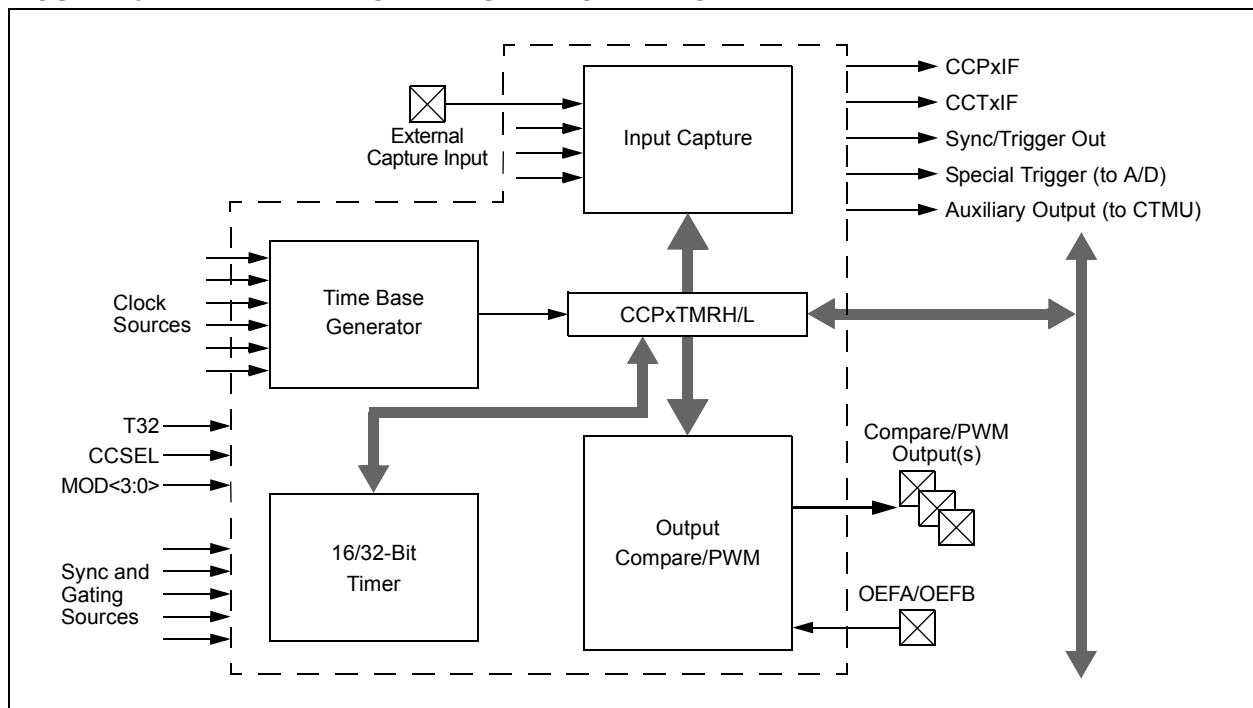 CCPxIF
CCTxIF
Sync/Trigger Out
Special Trigger (to A/D)
Auxiliary Output (to CTMU)
External
Capture Input
Input Capture
Clock
Sources
Time Base
Generator
CCPxTMRH/L
T32
CCSEL
MOD<3:0>
Sync and
Gating
Sources
16/32-Bit
Timer
Output
Compare/PWM
Compare/PWM
Output(s)
OEFA/OEFB